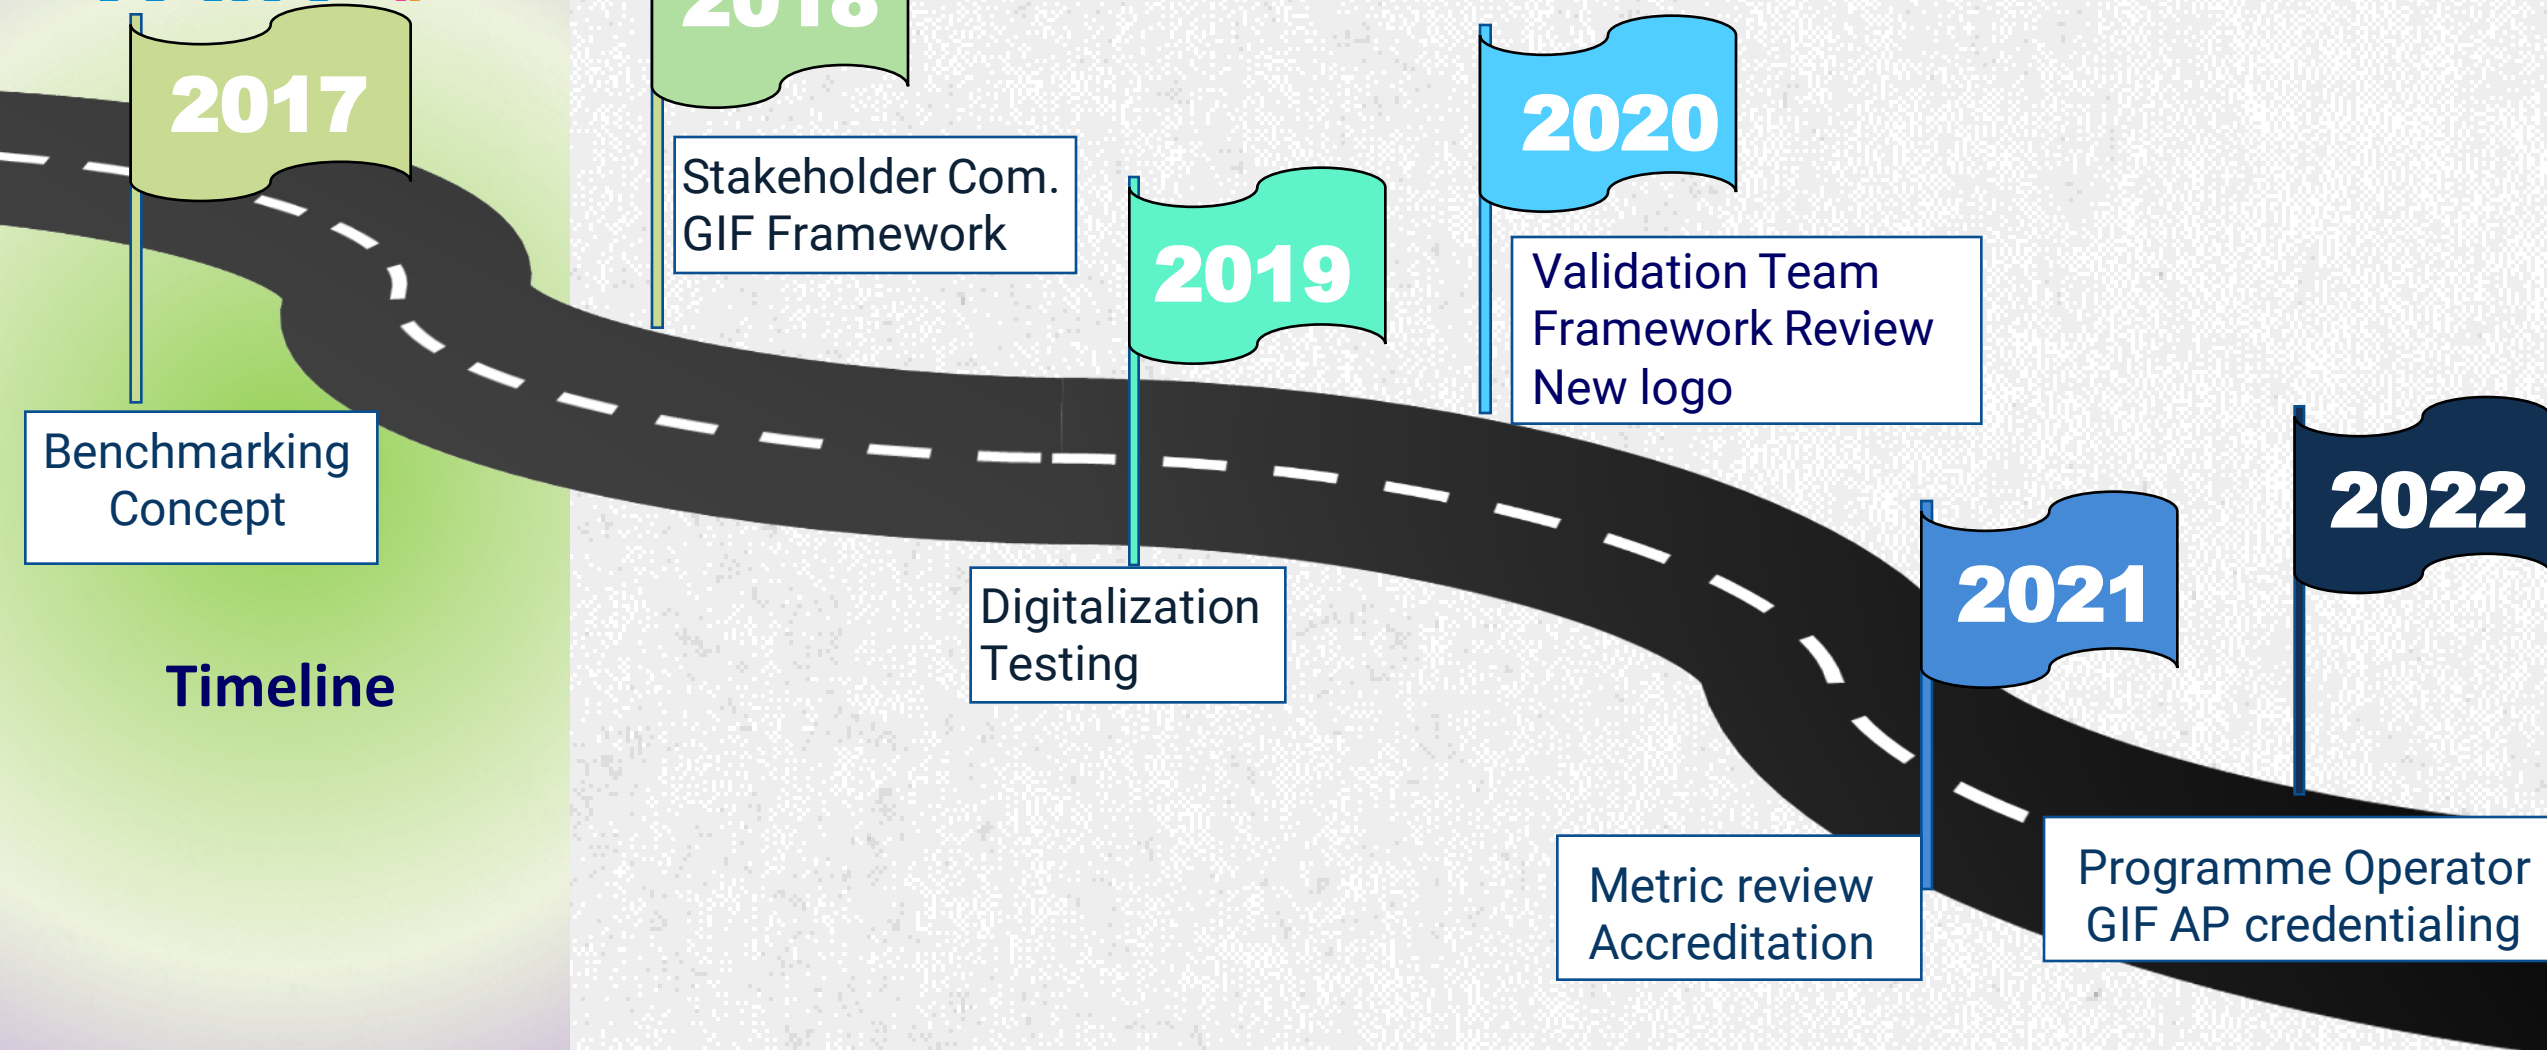 2017
Benchmarking
Concept
Timeline
2018
Stakeholder Com.
GIF Framework
2019
Digitalization
Testing
2020
Validation Team
Framework Review
New logo
2021
Metric review
Accreditation
2022
Programme Operator
GIF AP credentialing